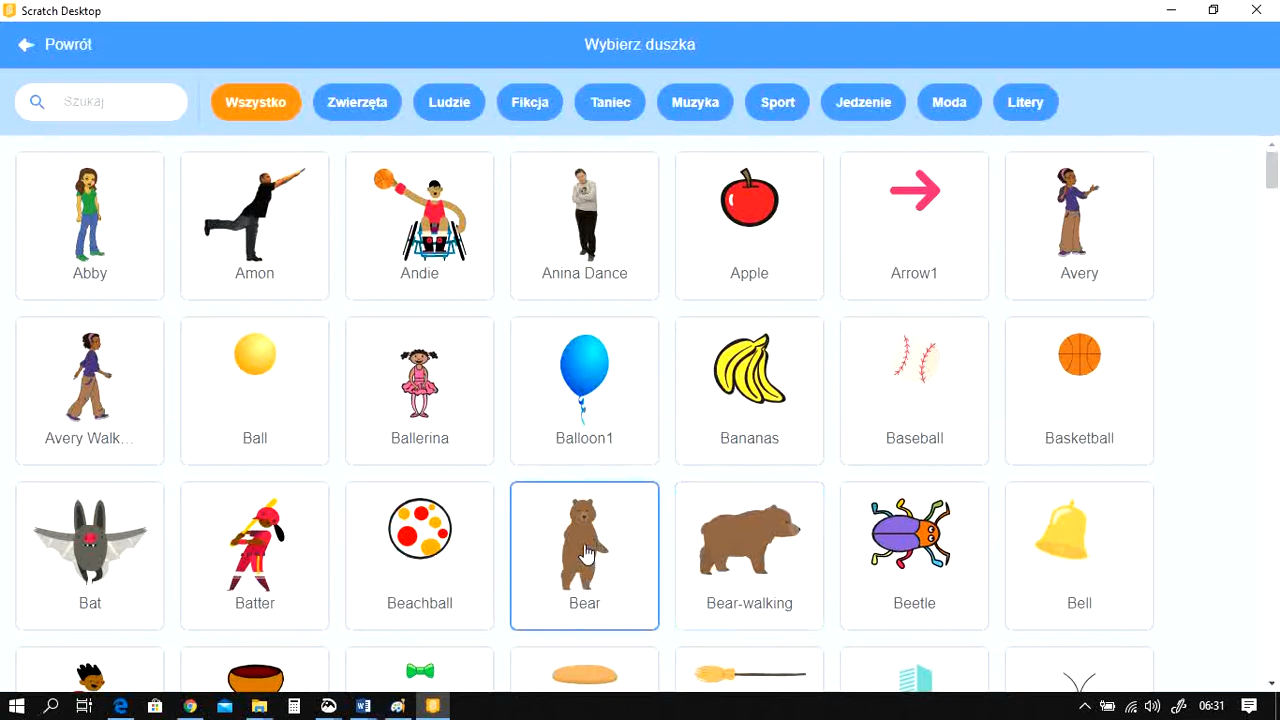 Scratch Desktop
Powrót
Wybierz duszka
Szukaj
Wszystko
Zwierzęta
Ludzie
Fikcja
Taniec
Muzyka
Sport
Jedzenie
Moda
Litery
Abby
Amon
Andie
Anina Dance
Apple
Arrow1
Avery
Avery Walk...
Ball
Ballerina
Balloon1
Bananas
Baseball
Basketball
Bat
Batter
Beachball
Bear
Bear-walking
Beetle
Bell
06:31